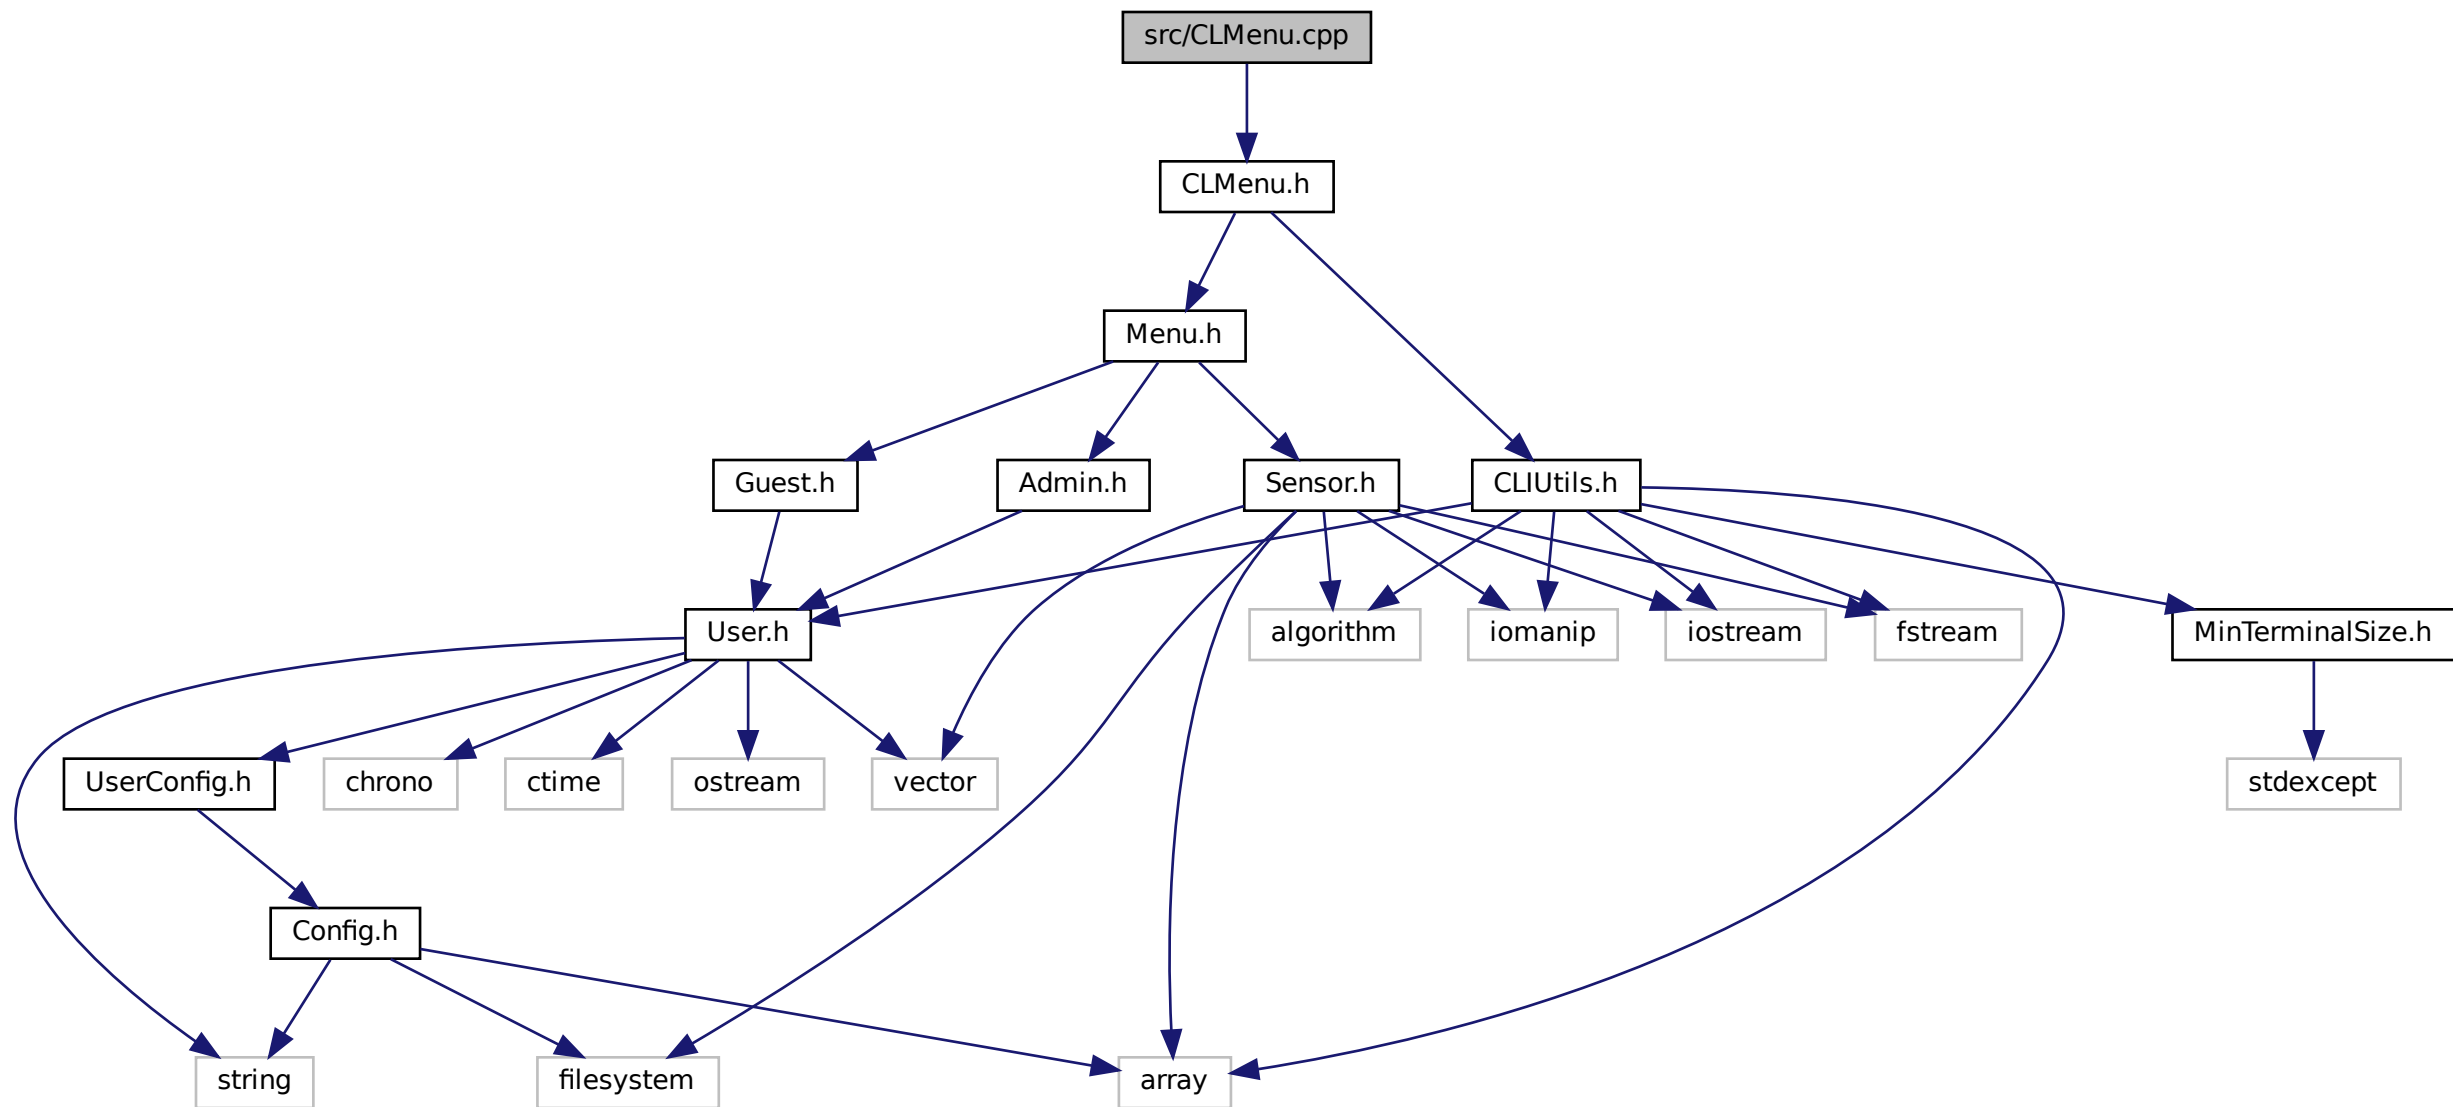 src/CLMenu.cpp
CLMenu.h
Menu.h
Guest.h
Admin.h
Sensor.h
CLIUtils.h
User.h
algorithm
iomanip
iostream
fstream
MinTerminalSize.h
UserConfig.h
chrono
ctime
ostream
vector
stdexcept
Config.h
string
filesystem
array